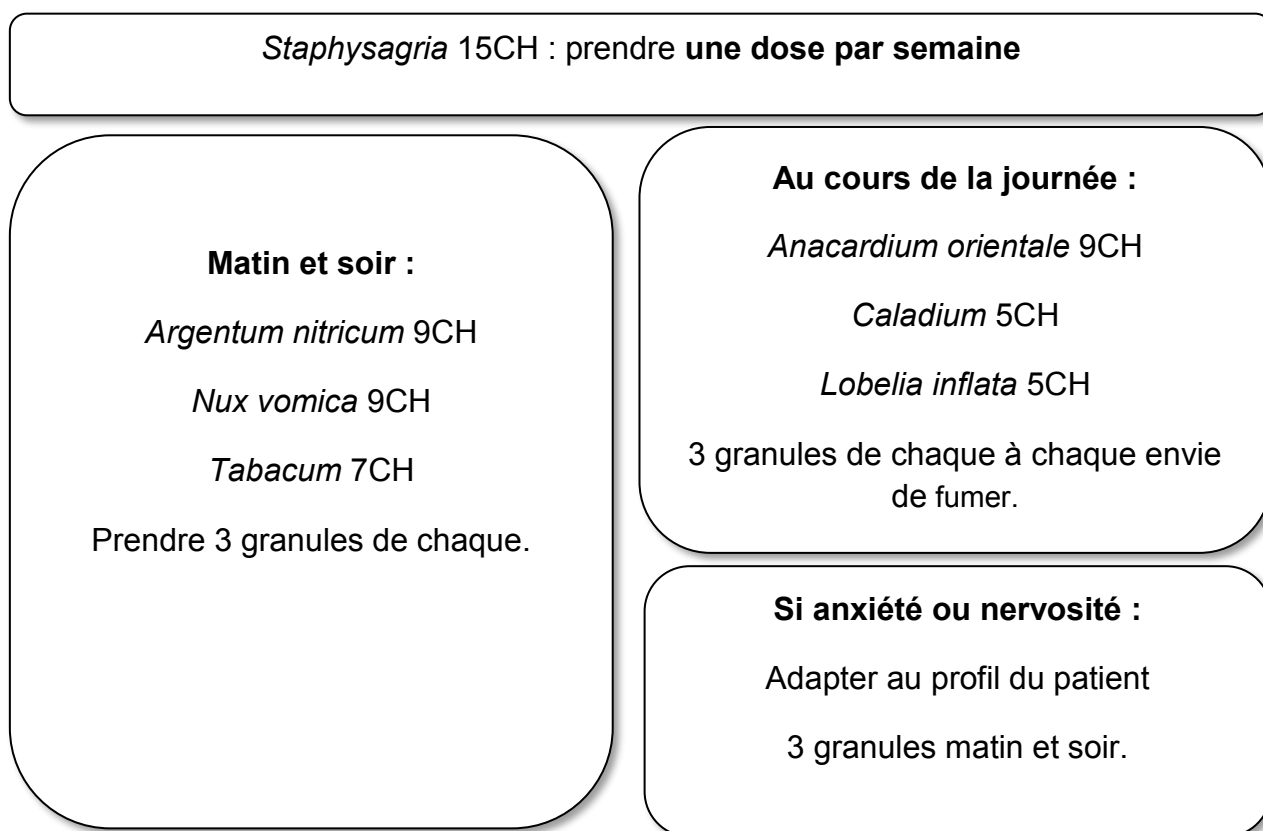 Staphysagria 15CH : prendre une dose par semaine
Matin et soir :
Argentum nitricum 9CH
Nux vomica 9CH
Tabacum 7CH
Prendre 3 granules de chaque.
Au cours de la journée :
Anacardium orientale 9CH
Caladium 5CH
Lobelia inflata 5CH
3 granules de chaque à chaque envie
de fumer.
Si anxiété ou nervosité :
Adapter au profil du patient
3 granules matin et soir.